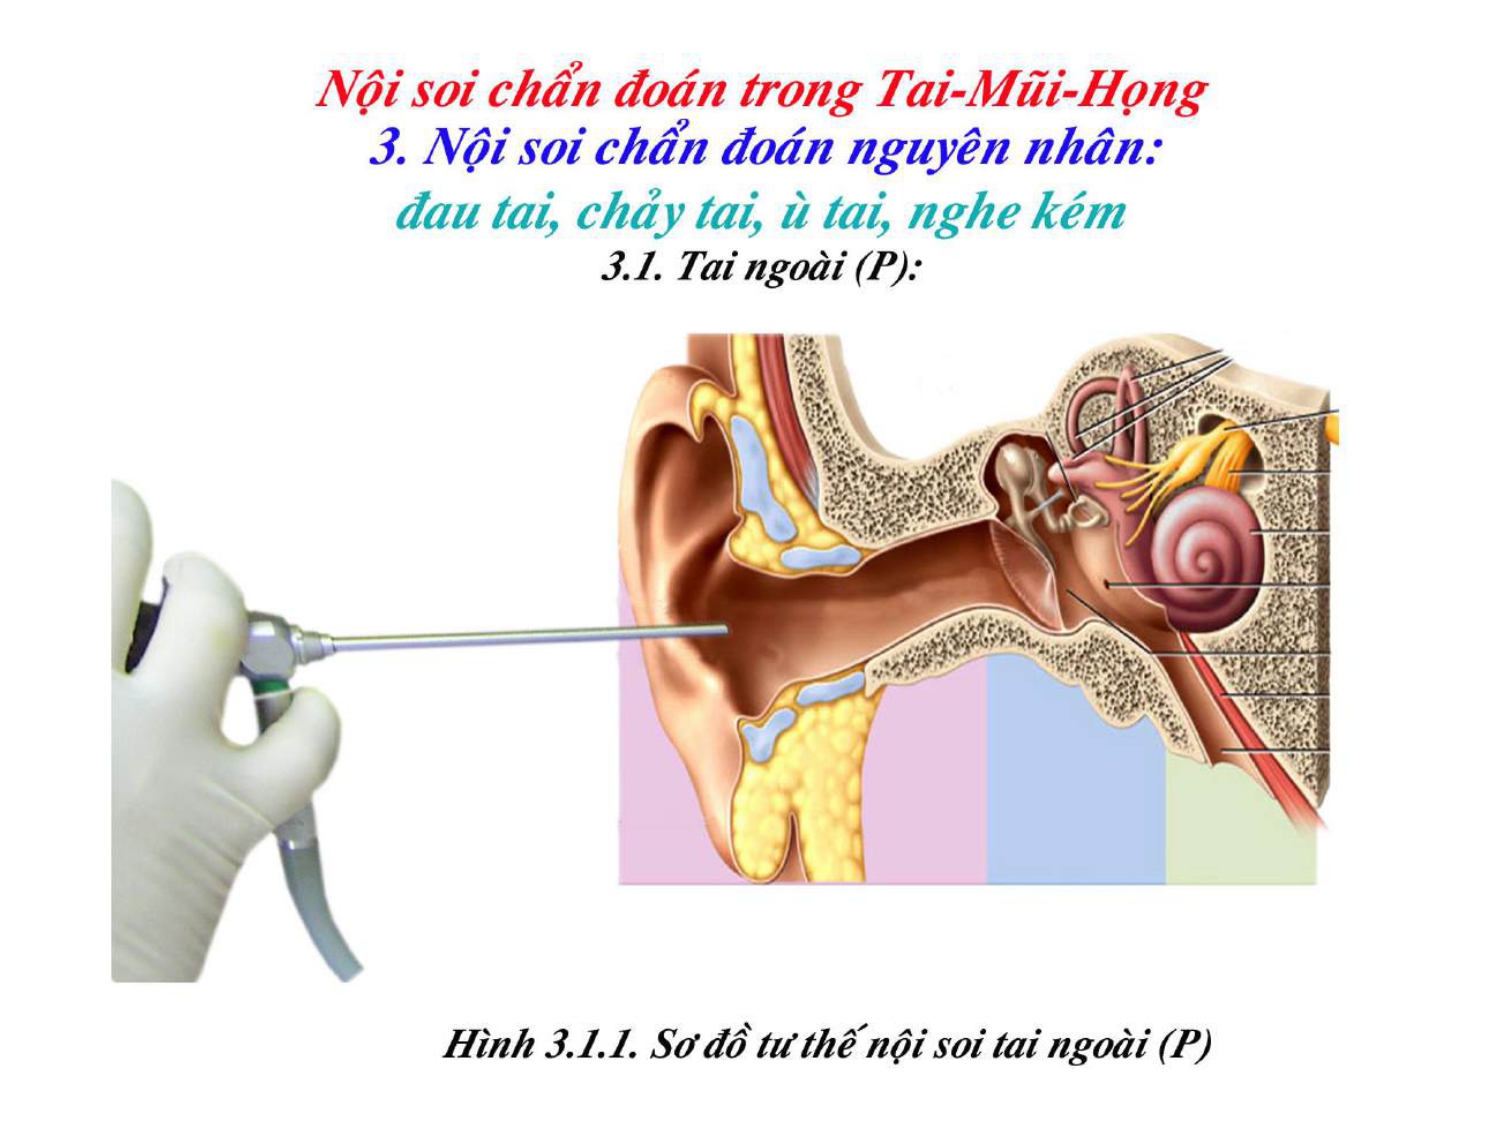 Nội soi chẩn đoán trong Tai-Mũi-Họng
3. Nội soi chẩn đoán nguyên nhân:
đau tai, chảy tai, ù tai, nghe kém
3.1. Tai ngoài (P):
Hình 3.1.1. Sơ đồ tư thế nội soi tai ngoài (P)